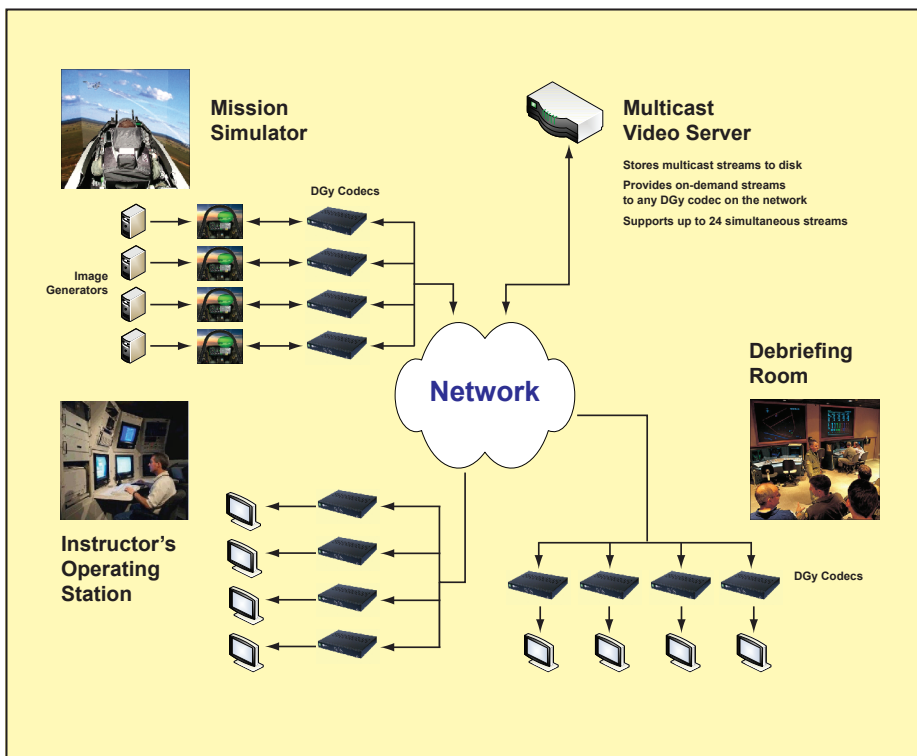 Mission
Simulator
Multicast
Video Server
Stores multicast streams to disk
Provides on-demand streams
to any DGy codec on the network
Supports up to 24 simultaneous streams
DGy Codecs
Image
Generators
Network
Debriefing
Room
Instructor's
Operating
Station
DGy Codecs